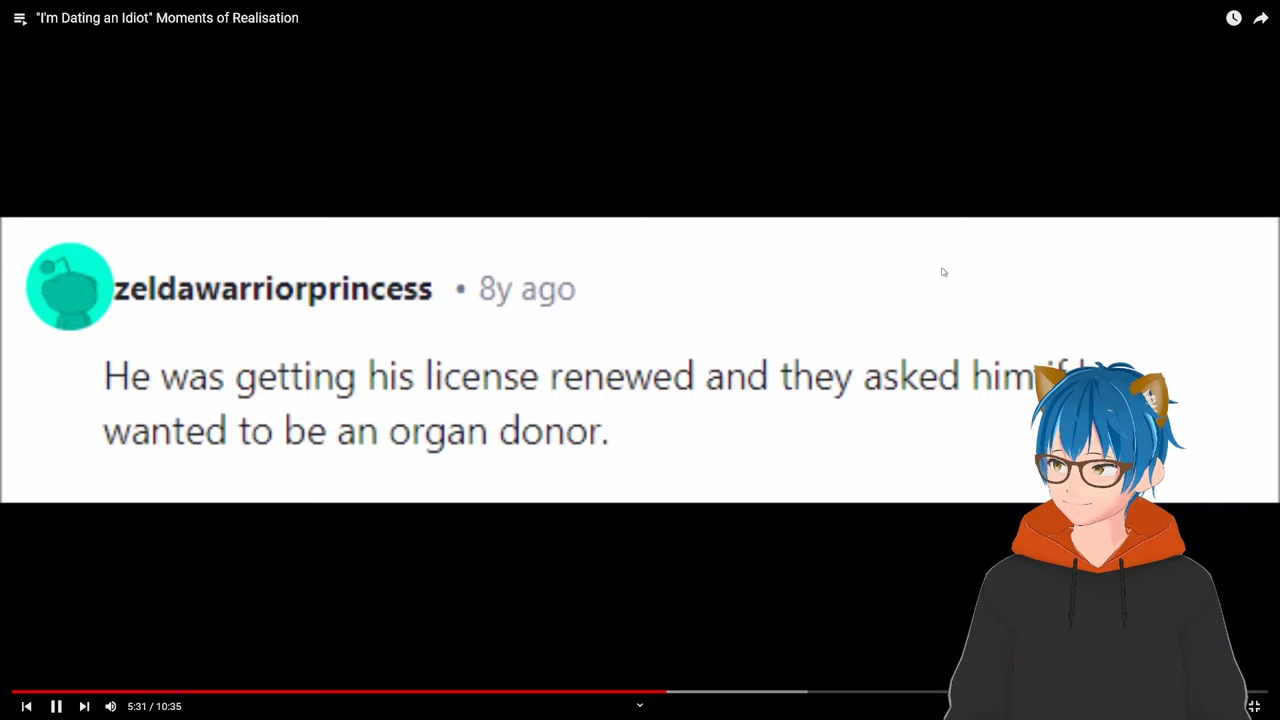 "I'm Dating an Idiot" Moments of Realisation
zeldawarriorprincess • 8y ago
He was getting his license renewed and they asked him if
wanted to be an organ donor.
5:31 / 10:35